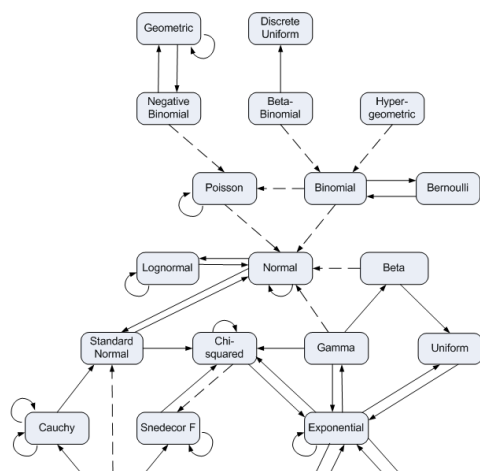 Geometric
Discrete
Uniform
Negative
Binomial
Beta-
Binomial
Hyper-
geometric
Poisson
Binomial
Bernoulli
Lognormal
Normal
Beta
Standard
Normal
Chi-
squared
Gamma
Uniform
Cauchy
Snedecor F
Exponential